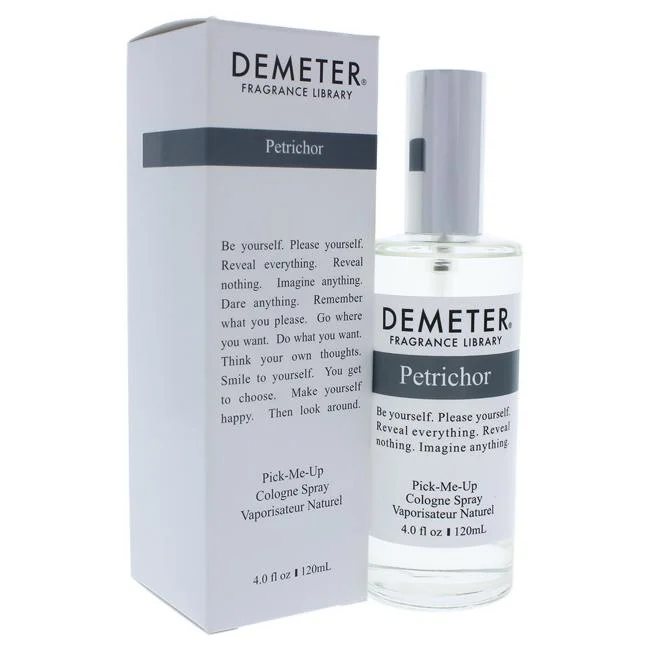 DEMETER®
FRAGRANCE LIBRARY
Petrichor
Be yourself. Please yourself.
Reveal everything. Reveal
nothing. Imagine anything.
Dare anything. Remember
what you please. Go where
you want. Do what you want.
Think your own thoughts.
Smile to yourself. You get
to choose. Make yourself
happy. Then look around.
Pick-Me-Up
Cologne Spray
Vaporisateur Naturel
4.0 fl oz 120mL
DEMETER®
FRAGRANCE LIBRARY
Petrichor
Be yourself. Please yourself.
Reveal everything. Reveal
nothing. Imagine anything.
Pick-Me-Up
Cologne Spray
Vaporisateur Naturel
4.0 fl oz 120mL